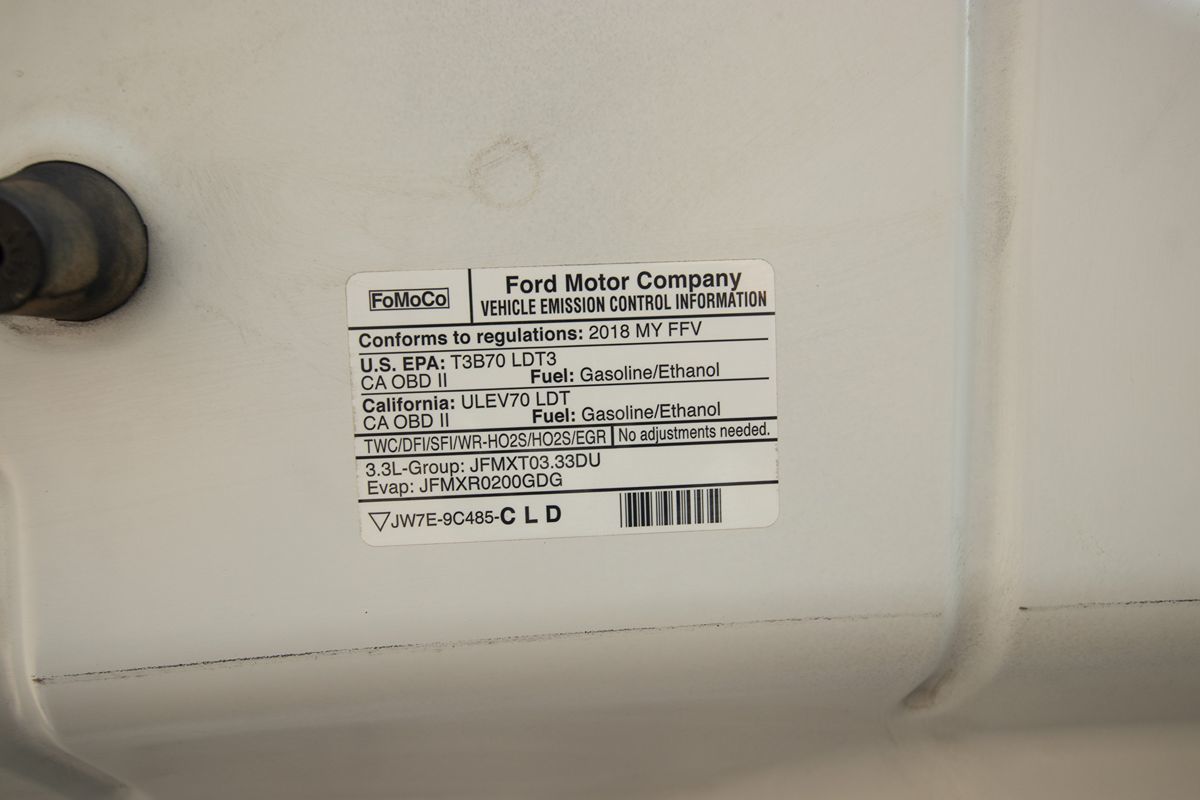 FoMoCo
Ford Motor Company
VEHICLE EMISSION CONTROL INFORMATION
Conforms to regulations: 2018 MY FFV
U.S. EPA: T3B70 LDT3
CA OBD II Fuel: Gasoline/Ethanol
California: ULEV70 LDT
CA OBD II Fuel: Gasoline/Ethanol
TWC/DFI/SFI/WR-HO2S/HO2S/EGR No adjustments needed.
3.3L-Group: JFMXT03.33DU
Evap: JFMXR0200GDG
JW7E-9C485-C L D